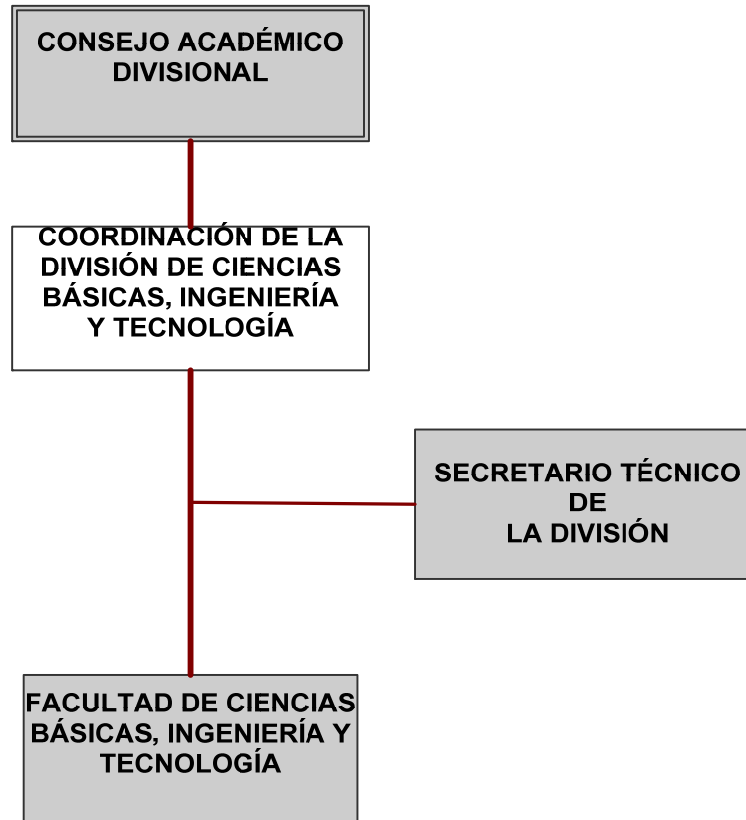 CONSEJO ACADÉMICO
DIVISIONAL
COORDINACIÓN DE LA
DIVISIÓN DE CIENCIAS
BÁSICAS, INGENIERÍA
Y TECNOLOGÍA
SECRETARIO TÉCNICO
DE
LA DIVISIÓN
FACULTAD DE CIENCIAS
BÁSICAS, INGENIERÍA Y
TECNOLOGÍA